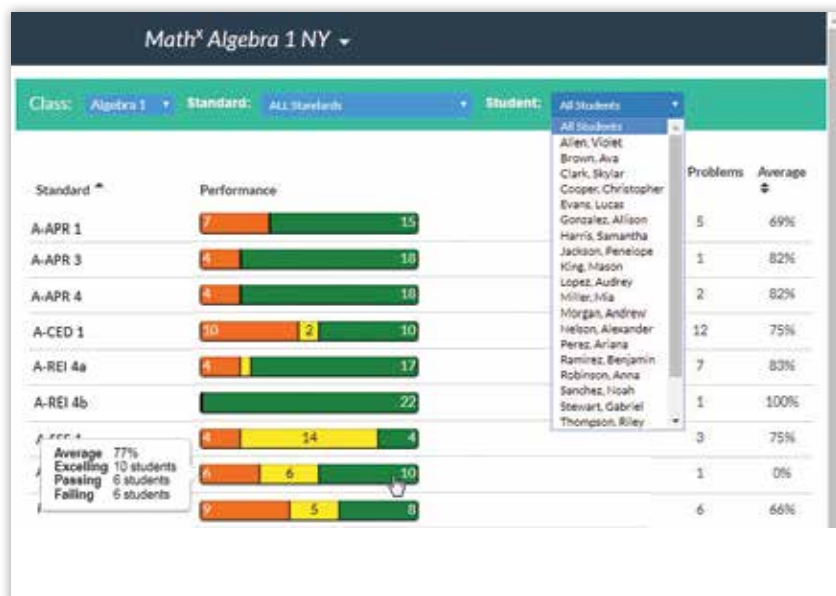 Mathˣ Algebra 1 NY
Class: Algebra 1 Standard: ALL Standards Student: All Students
All Students
Allen, Violet
Brown, Ava
Clark, Skylar
Cooper, Christopher
Evans, Lucas
Gonzalez, Allison
Harris, Samantha
Jackson, Penelope
King, Mason
Lopez, Audrey
Miller, Mia
Morgan, Andrew
Nelson, Alexander
Perez, Ariana
Ramirez, Benjamin
Robinson, Anna
Sanchez, Noah
Stewart, Gabriel
Thompson, Riley
Standard Performance Problems Average
A-APR 1 7 15 5 69%
A-APR 3 4 18 1 82%
A-APR 4 4 18 2 82%
A-CED 1 10 2 10 12 75%
A-REI 4a 4 17 7 83%
A-REI 4b 22 1 100%
4 14 4 3 75%
Average 77%
Excelling 10 students
Passing 6 students
Failing 6 students
6 6 10 1 0%
9 5 8 6 66%